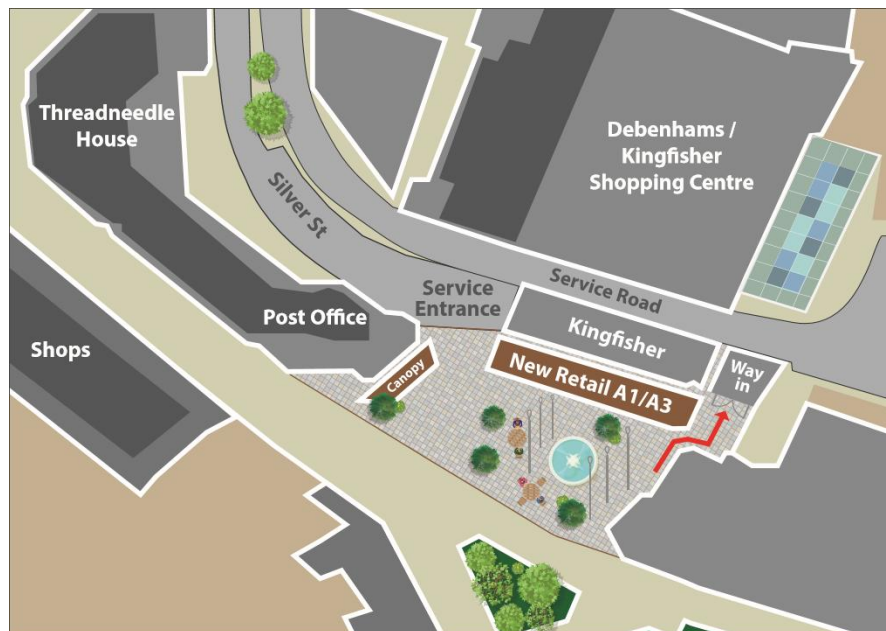 Threadneedle
House
Debenhams /
Kingfisher
Shopping Centre
Silver St
Service Road
Service
Entrance
Post Office
Kingfisher
Shops
Canopy
New Retail A1/A3
Way
in